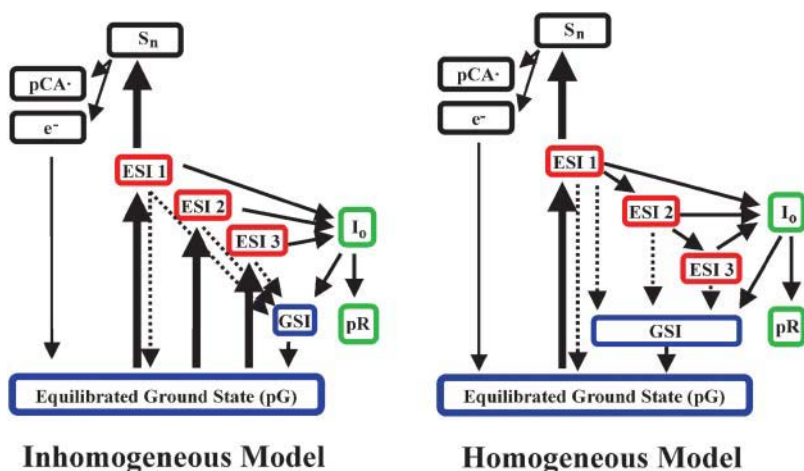 Sn
pCA·
e-
ESI 1
ESI 2
ESI 3
Io
GSI
pR
Equilibrated Ground State (pG)
Inhomogeneous Model
Sn
pCA·
e-
ESI 1
ESI 2
ESI 3
Io
GSI
pR
Equilibrated Ground State (pG)
Homogeneous Model